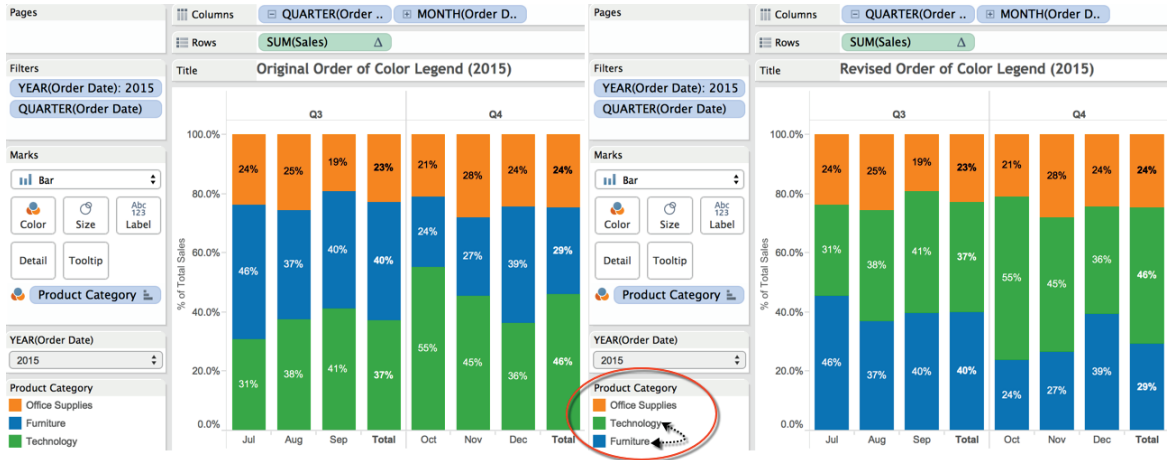 Pages
Columns
QUARTER(Order ..
MONTH(Order D..
Rows
SUM(Sales)
Filters
YEAR(Order Date): 2015
QUARTER(Order Date)
Title
Original Order of Color Legend (2015)
Marks
Bar
Color
Size
Abc
123
Label
Detail
Tooltip
Product Category
YEAR(Order Date)
2015
Product Category
Office Supplies
Furniture
Technology
Q3
Q4
% of Total Sales
100.0%
80.0%
60.0%
40.0%
20.0%
0.0%
24% 25% 19% 23% 21% 28% 24% 24%
46% 37% 40% 40% 24% 27% 39% 29%
31% 38% 41% 37% 55% 45% 36% 46%
Jul Aug Sep Total Oct Nov Dec Total
Pages
Columns
QUARTER(Order ..
MONTH(Order D..
Rows
SUM(Sales)
Filters
YEAR(Order Date): 2015
QUARTER(Order Date)
Title
Revised Order of Color Legend (2015)
Marks
Bar
Color
Size
Abc
123
Label
Detail
Tooltip
Product Category
YEAR(Order Date)
2015
Product Category
Office Supplies
Technology
Furniture
Q3
Q4
% of Total Sales
100.0%
80.0%
60.0%
40.0%
20.0%
0.0%
24% 25% 19% 23% 21% 28% 24% 24%
31% 38% 41% 37% 55% 45% 36% 46%
46% 37% 40% 40% 24% 27% 39% 29%
Jul Aug Sep Total Oct Nov Dec Total